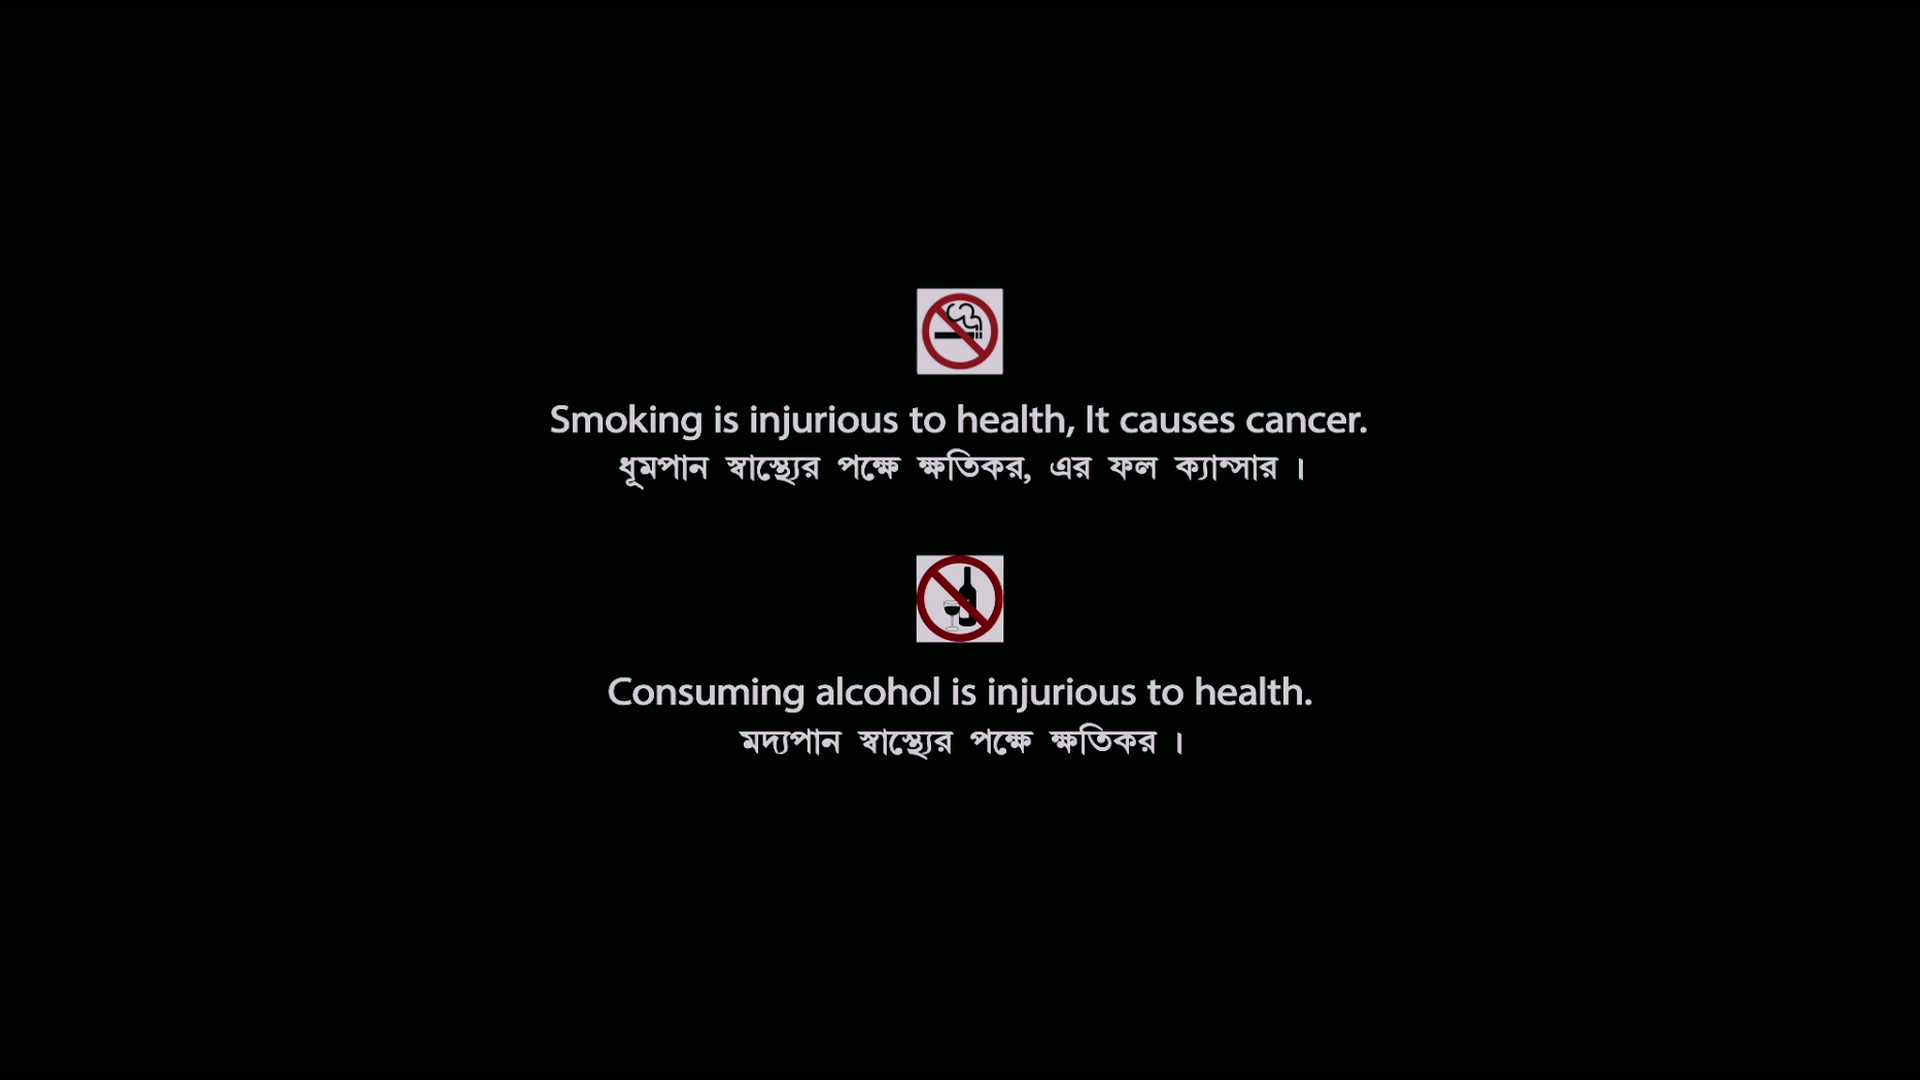 Smoking is injurious to health, It causes cancer.
ধূমপান স্বাস্থ্যের পক্ষে ক্ষতিকর, এর ফল ক্যান্সার ।
Consuming alcohol is injurious to health.
মদ্যপান স্বাস্থ্যের পক্ষে ক্ষতিকর ।